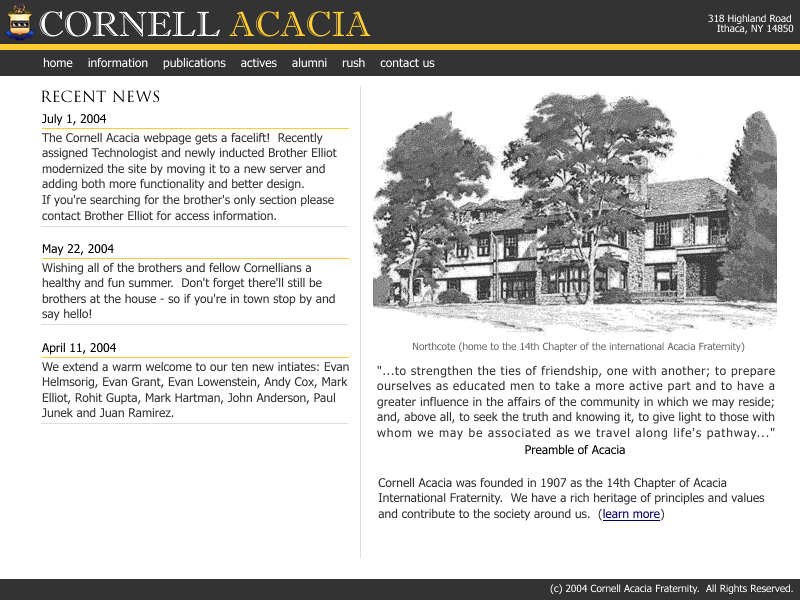 CORNELL ACACIA
318 Highland Road
Ithaca, NY 14850
home information publications actives alumni rush contact us
RECENT NEWS
July 1, 2004
The Cornell Acacia webpage gets a facelift! Recently
assigned Technologist and newly inducted Brother Elliot
modernized the site by moving it to a new server and
adding both more functionality and better design.
If you're searching for the brother's only section please
contact Brother Elliot for access information.
May 22, 2004
Wishing all of the brothers and fellow Cornellians a
healthy and fun summer. Don't forget there'll still be
brothers at the house - so if you're in town stop by and
say hello!
April 11, 2004
We extend a warm welcome to our ten new intiates: Evan
Helmsorig, Evan Grant, Evan Lowenstein, Andy Cox, Mark
Elliot, Rohit Gupta, Mark Hartman, John Anderson, Paul
Junek and Juan Ramirez.
Northcote (home to the 14th Chapter of the international Acacia Fraternity)
"...to strengthen the ties of friendship, one with another; to prepare
ourselves as educated men to take a more active part and to have a
greater influence in the affairs of the community in which we may reside;
and, above all, to seek the truth and knowing it, to give light to those with
whom we may be associated as we travel along life's pathway..."
Preamble of Acacia
Cornell Acacia was founded in 1907 as the 14th Chapter of Acacia
International Fraternity. We have a rich heritage of principles and values
and contribute to the society around us. (learn more)
(c) 2004 Cornell Acacia Fraternity. All Rights Reserved.